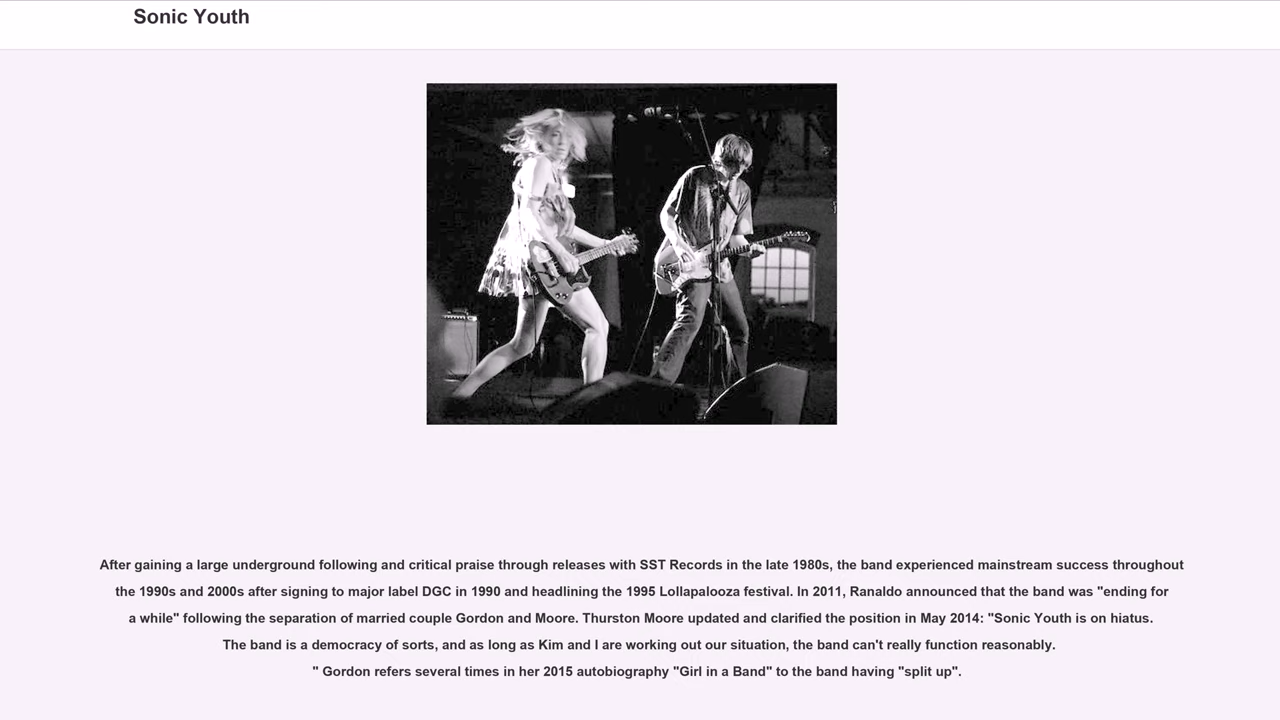 Sonic Youth
After gaining a large underground following and critical praise through releases with SST Records in the late 1980s, the band experienced mainstream success throughout
the 1990s and 2000s after signing to major label DGC in 1990 and headlining the 1995 Lollapalooza festival. In 2011, Ranaldo announced that the band was "ending for
a while" following the separation of married couple Gordon and Moore. Thurston Moore updated and clarified the position in May 2014: "Sonic Youth is on hiatus.
The band is a democracy of sorts, and as long as Kim and I are working out our situation, the band can't really function reasonably.
" Gordon refers several times in her 2015 autobiography "Girl in a Band" to the band having "split up".